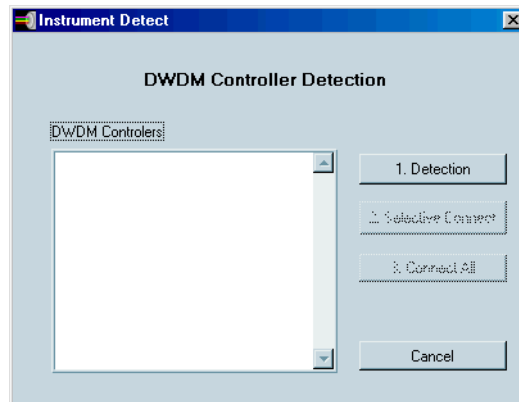 Instrument Detect
DWDM Controller Detection
DWDM Controlers
1. Detection
2. Selective Connect
3. Connect All
Cancel